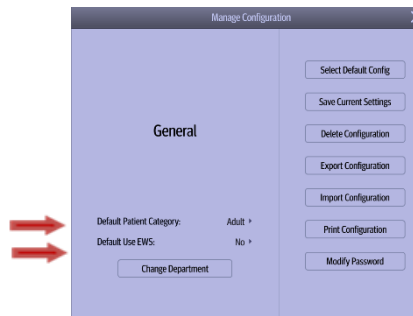 Manage Configuration
General
Default Patient Category: Adult
Default Use EWS: No
Change Department
Select Default Config
Save Current Settings
Delete Configuration
Export Configuration
Import Configuration
Print Configuration
Modify Password